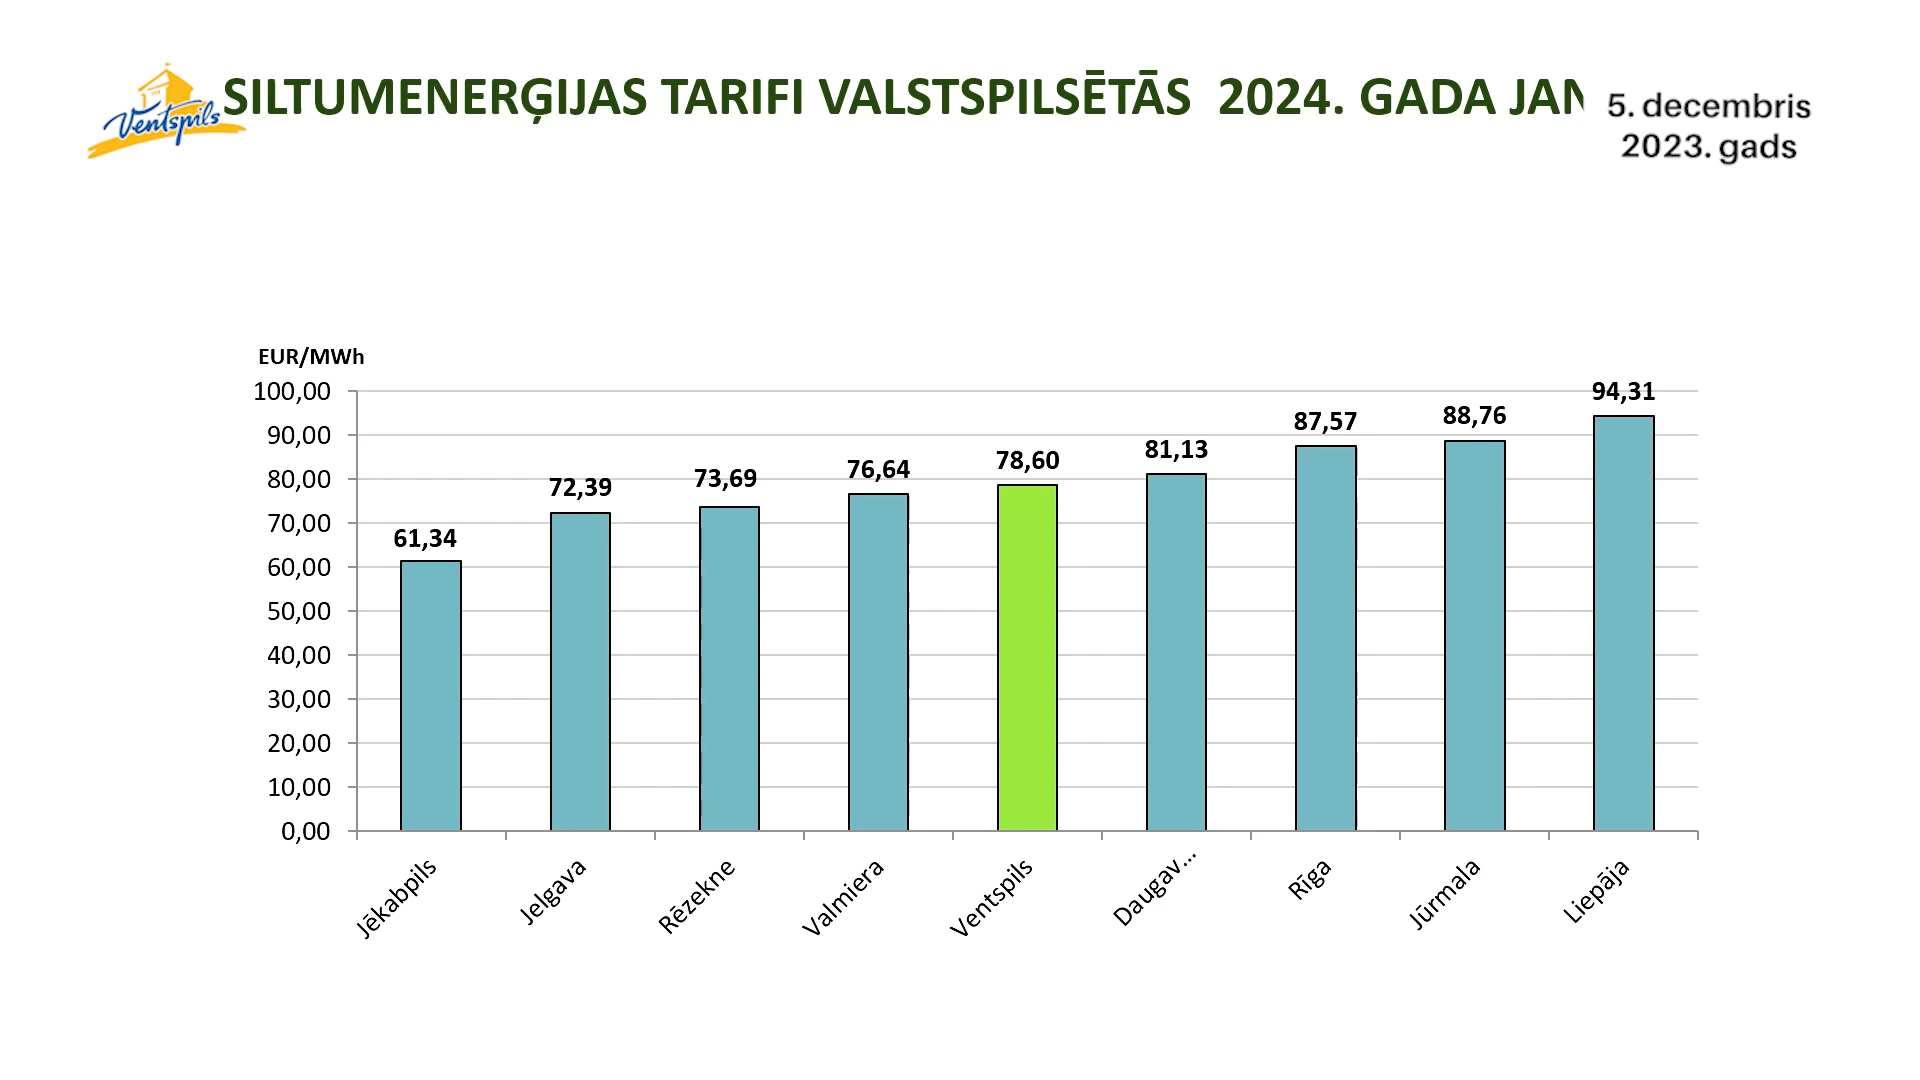 Ventspils
SILTUMENERĢIJAS TARIFI VALSTSPILSĒTĀS 2024. GADA JAN
5. decembris
2023. gads
EUR/MWh
100,00
90,00
80,00
70,00
60,00
50,00
40,00
30,00
20,00
10,00
0,00
61,34
72,39
73,69
76,64
78,60
81,13
87,57
88,76
94,31
Jēkabpils
Jelgava
Rēzekne
Valmiera
Ventspils
Daugav...
Rīga
Jūrmala
Liepāja